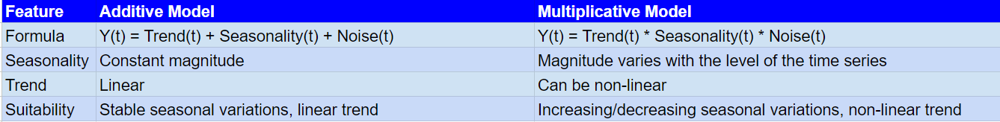 Feature Additive Model Multiplicative Model
Formula Y(t) = Trend(t) + Seasonality(t) + Noise(t) Y(t) = Trend(t) * Seasonality(t) * Noise(t)
Seasonality Constant magnitude Magnitude varies with the level of the time series
Trend Linear Can be non-linear
Suitability Stable seasonal variations, linear trend Increasing/decreasing seasonal variations, non-linear trend